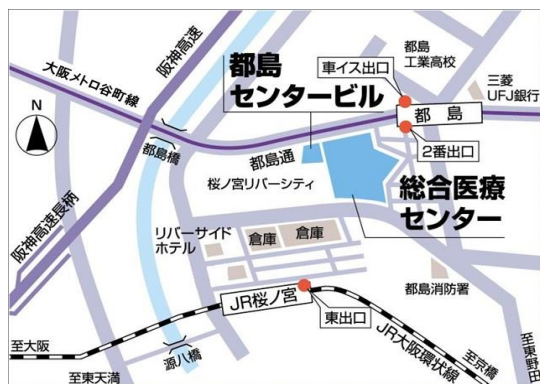 大阪メトロ谷町線
阪神高速
都島
センタービル
都島
工業高校
車イス出口
三菱
UFJ銀行
都島
N
2番出口
都島橋
都島通
桜ノ宮リバーシティ
総合医療
センター
阪神高速長柄
リバーサイド
ホテル
倉庫
倉庫
都島消防署
JR桜ノ宮
東出口
JR大阪環状線
至大阪
至東天満
源八橋
至京橋
至東野田